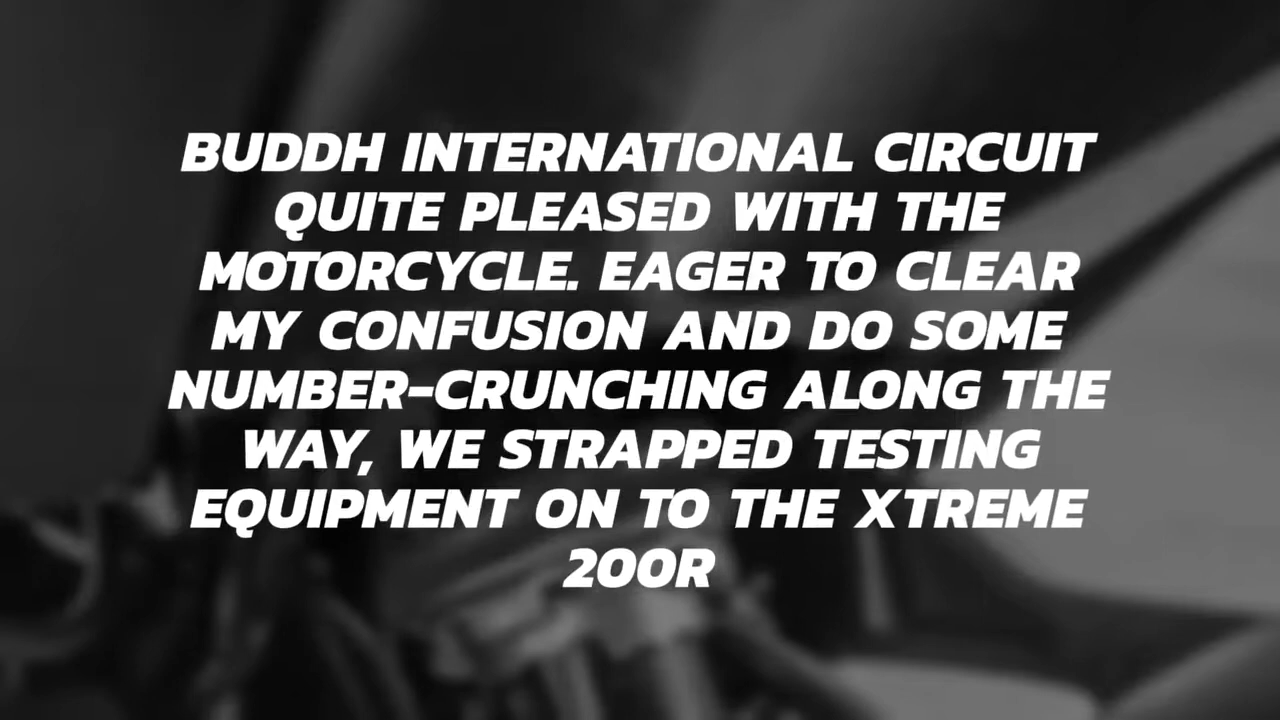 BUDDH INTERNATIONAL CIRCUIT
QUITE PLEASED WITH THE
MOTORCYCLE. EAGER TO CLEAR
MY CONFUSION AND DO SOME
NUMBER-CRUNCHING ALONG THE
WAY, WE STRAPPED TESTING
EQUIPMENT ON TO THE XTREME
200R